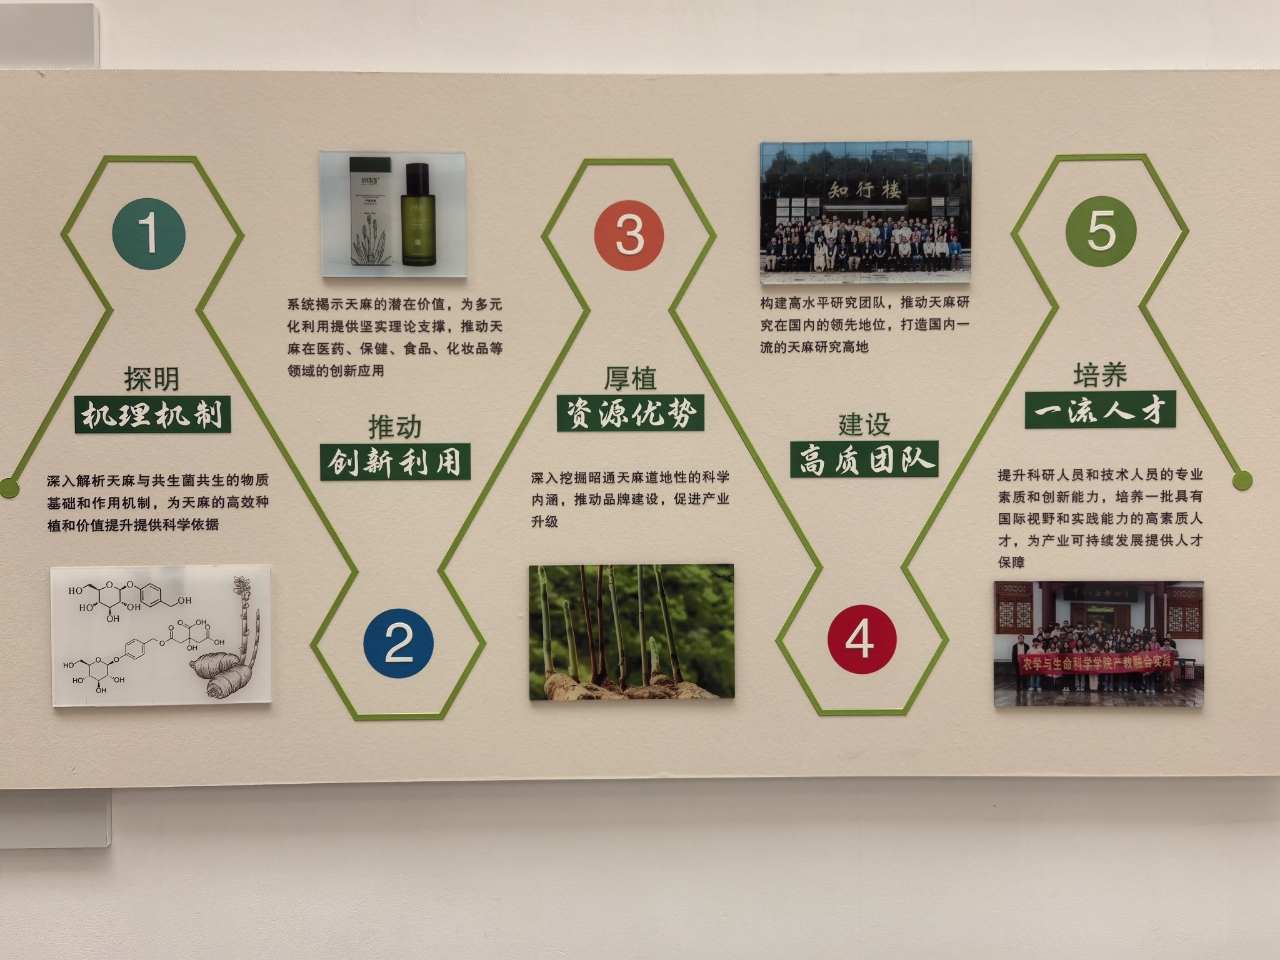 1
探明
机理机制
深入解析天麻与共生菌共生的物质
基础和作用机制，为天麻的高效种
植和价值提升提供科学依据
HO
O
O
HO
OH
OH
OH
HO
O
O
HO
OH
OH
O
O
HO
O
OH
O
OH
系统揭示天麻的潜在价值，为多元
化利用提供坚实理论支撑，推动天
麻在医药、保健、食品、化妆品等
领域的创新应用
推动
创新利用
2
3
厚植
资源优势
深入挖掘昭通天麻道地性的科学
内涵，推动品牌建设，促进产业
升级
知行楼
构建高水平研究团队，推动天麻研
究在国内的领先地位，打造国内一
流的天麻研究高地
建设
高质团队
4
5
培养
一流人才
提升科研人员和技术人员的专业
素质和创新能力，培养一批具有
国际视野和实践能力的高素质人
才，为产业可持续发展提供人才
保障
农学与生命科学学院产教融合实践